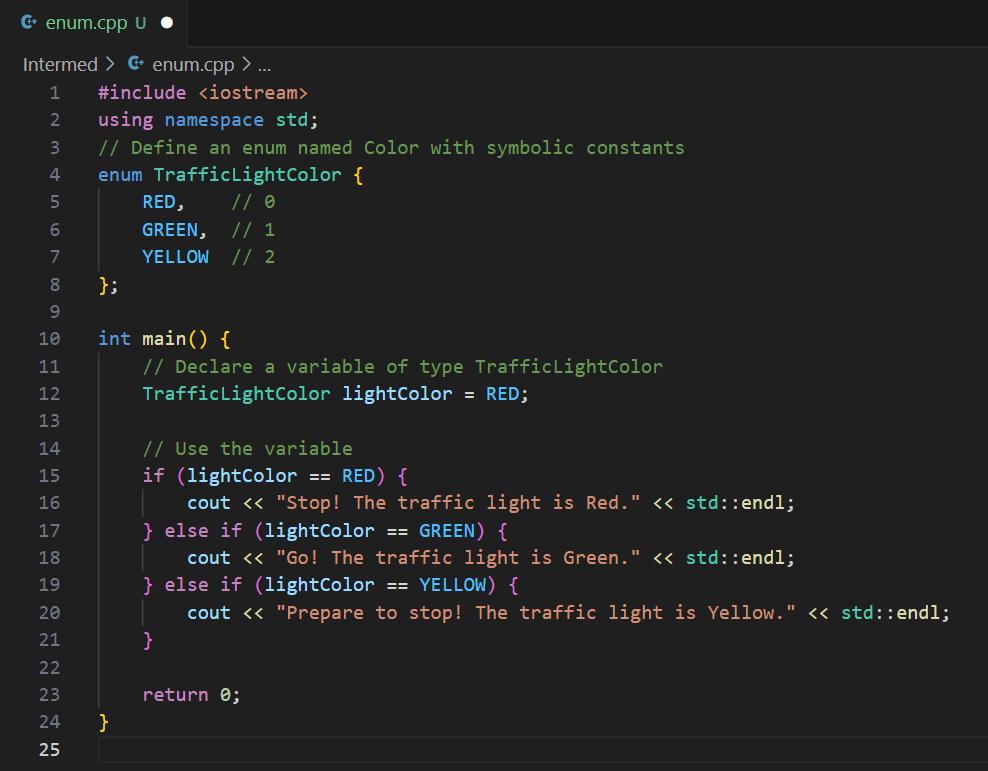 enum.cpp U
Intermed > enum.cpp > ...
1 #include <iostream>
2 using namespace std;
3 // Define an enum named Color with symbolic constants
4 enum TrafficLightColor {
5     RED,    // 0
6     GREEN,  // 1
7     YELLOW  // 2
8 };
9
10 int main() {
11     // Declare a variable of type TrafficLightColor
12     TrafficLightColor lightColor = RED;
13
14     // Use the variable
15     if (lightColor == RED) {
16         cout << "Stop! The traffic light is Red." << std::endl;
17     } else if (lightColor == GREEN) {
18         cout << "Go! The traffic light is Green." << std::endl;
19     } else if (lightColor == YELLOW) {
20         cout << "Prepare to stop! The traffic light is Yellow." << std::endl;
21     }
22
23     return 0;
24 }
25